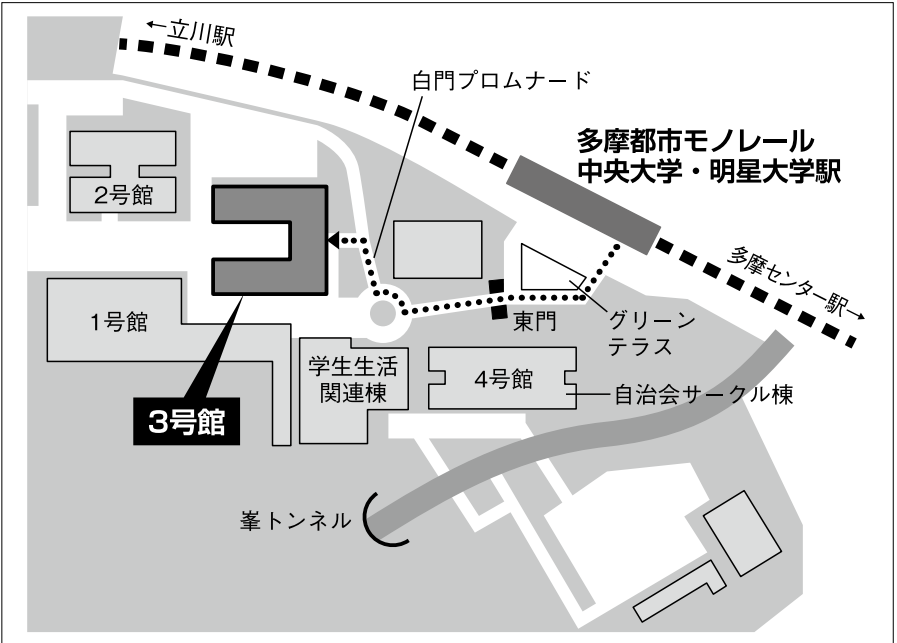 ←立川駅
白門プロムナード
多摩都市モノレール
中央大学・明星大学駅
2号館
多摩センター駅→
1号館
東門
グリーン
テラス
学生生活
関連棟
4号館
自治会サークル棟
3号館
峯トンネル